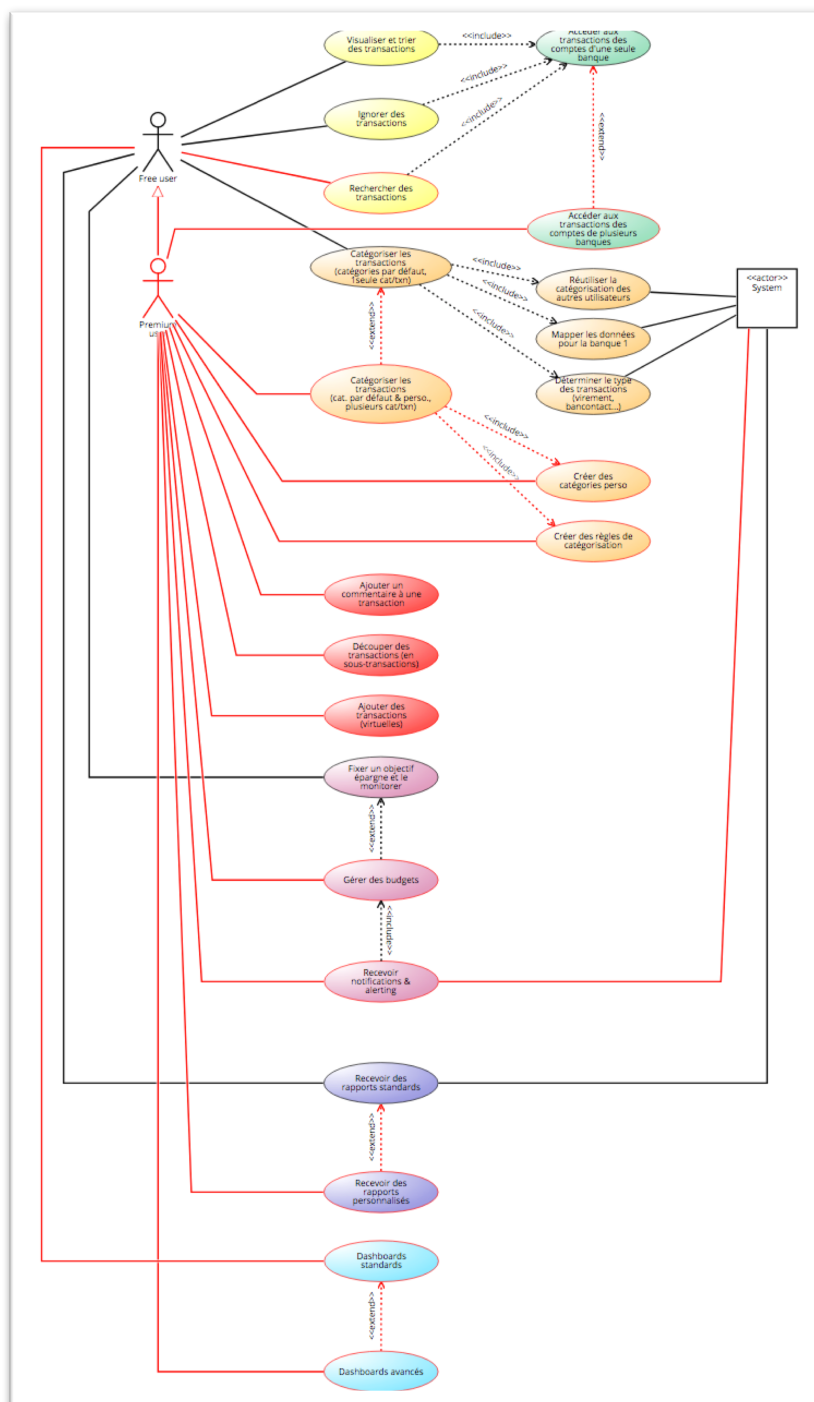 Visualiser et trier
des transactions
<<include>>
Accéder aux
transactions des
comptes d'une seule
banque
<<include>>
<<include>>
Ignorer des
transactions
<<extend>>
Free user
Rechercher des
transactions
Accéder aux
transactions des
comptes de plusieurs
banques
Catégoriser les
transactions
(catégories par défaut,
1seule cat/txn)
<<include>>
<<include>>
<<include>>
Réutiliser la
catégorisation des
autres utilisateurs
<<actor>>
System
Premium
user
<<extend>>
Mapper les données
pour la banque 1
Déterminer le type
des transactions
(virement,
bancontact...)
Catégoriser les
transactions
(cat. par défaut & perso.,
plusieurs cat/txn)
<<include>>
<<include>>
Créer des
catégories perso
Créer des règles de
catégorisation
Ajouter un
commentaire à une
transaction
Découper des
transactions (en
sous-transactions)
Ajouter des
transactions
(virtuelles)
Fixer un objectif
épargne et le
monitorer
<<extend>>
Gérer des budgets
<<include>>
Recevoir
notifications &
alerting
Recevoir des
rapports standards
<<extend>>
Recevoir des
rapports
personnalisés
Dashboards
standards
<<extend>>
Dashboards avancés